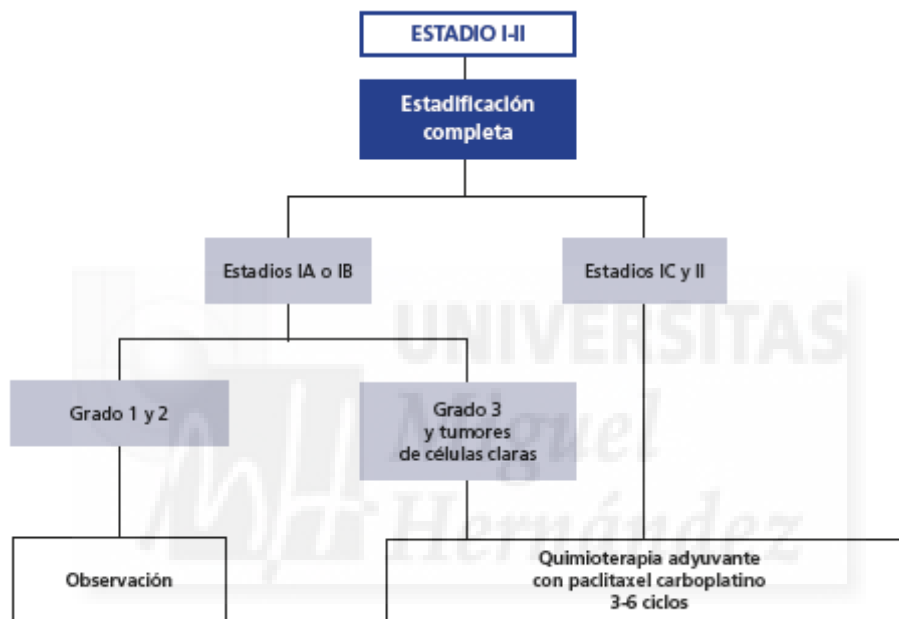 ESTADIO I-II
Estadificación
completa
Estadios IA o IB
Estadios IC y II
UNIVERSITAS
Miguel
Hernández
Grado 1 y 2
Grado 3
y tumores
de células claras
Observación
Quimioterapia adyuvante
con paclitaxel carboplatino
3-6 ciclos